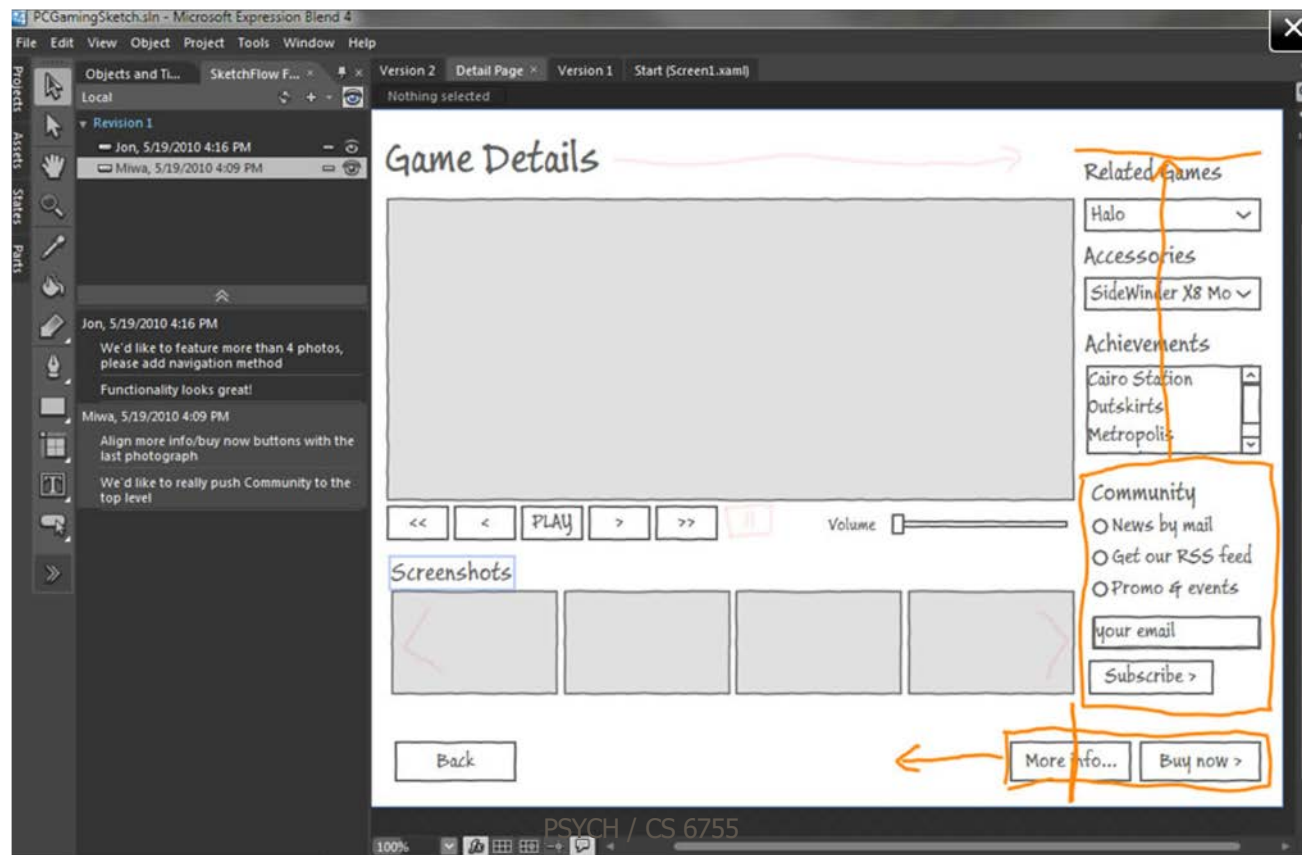 PCGamingSketch.sln - Microsoft Expression Blend 4
File Edit View Object Project Tools Window Help
Projects
Assets
States
Parts
Objects and Ti...
SketchFlow F...
Local
Revision 1
Jon, 5/19/2010 4:16 PM
Miwa, 5/19/2010 4:09 PM
Jon, 5/19/2010 4:16 PM
We'd like to feature more than 4 photos,
please add navigation method
Functionality looks great!
Miwa, 5/19/2010 4:09 PM
Align more info/buy now buttons with the
last photograph
We'd like to really push Community to the
top level
Version 2 Detail Page Version 1 Start (Screen1.xaml)
Nothing selected
Game Details
<< < PLAY > >> Volume
Screenshots
Back
Related Games
Halo
Accessories
SideWinder X8 Mo
Achievements
Cairo Station
Outskirts
Metropolis
Community
News by mail
Get our RSS feed
Promo & events
your email
Subscribe >
More info... Buy now >
PSYCH / CS 6755
100%